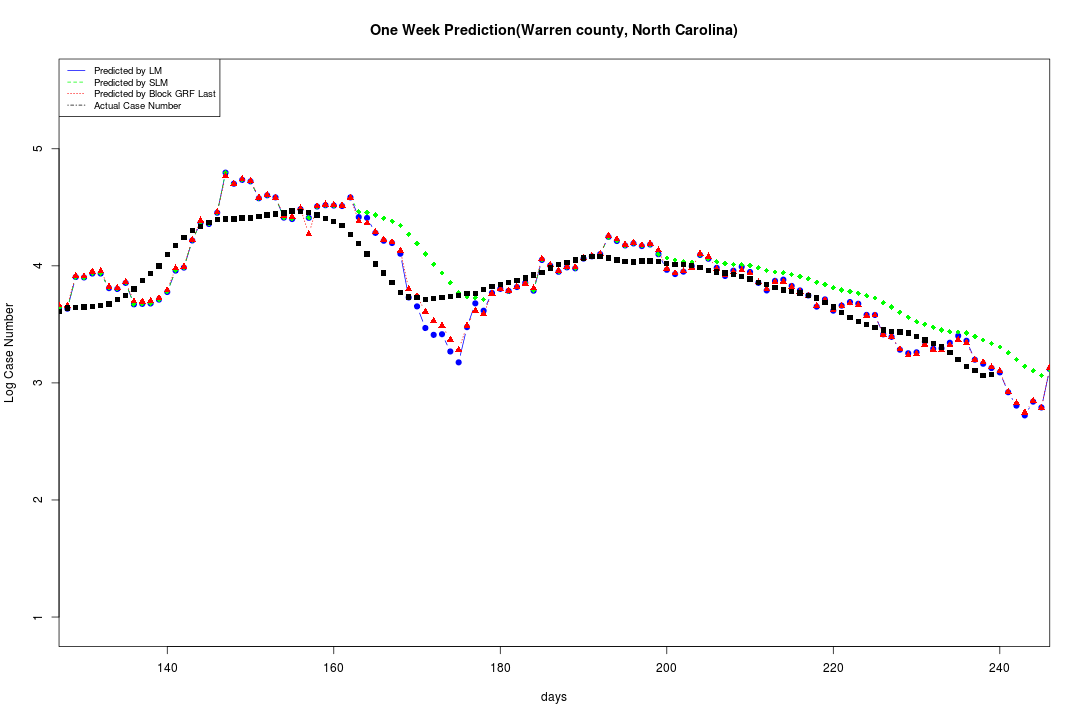 One Week Prediction(Warren county, North Carolina)
Predicted by LM
Predicted by SLM
Predicted by Block GRF Last
Actual Case Number
5
4
3
2
1
Log Case Number
140 160 180 200 220 240
days